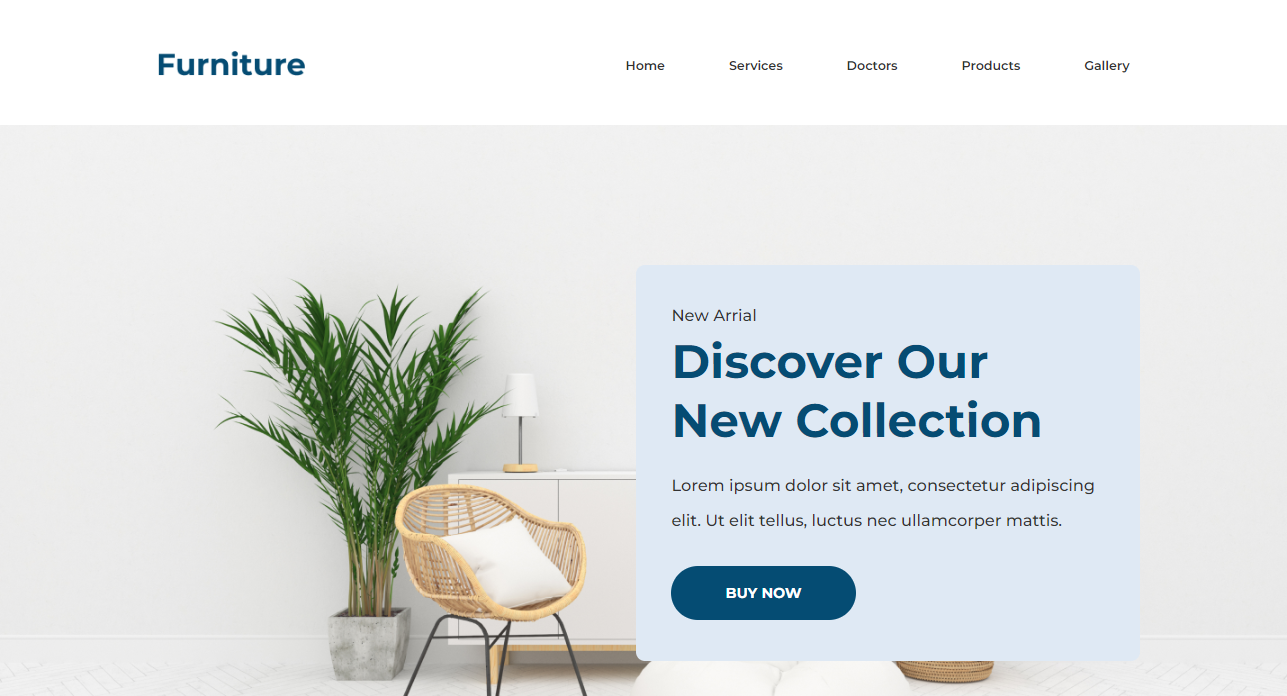 Furniture
Home Services Doctors Products Gallery
New Arrial
Discover Our
New Collection
Lorem ipsum dolor sit amet, consectetur adipiscing
elit. Ut elit tellus, luctus nec ullamcorper mattis.
BUY NOW